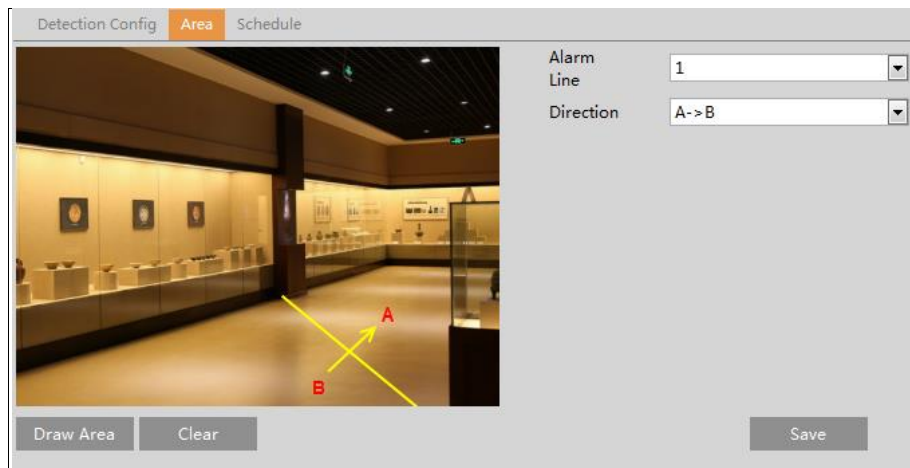 Detection Config Area Schedule
Alarm
Line
1
Direction
A->B
A
B
Draw Area Clear
Save